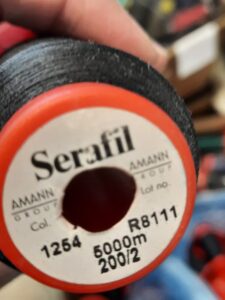 Serafil
AMANN
GROUP
AMANN
GROUP
Col.
Lot no.
1254
R8111
5000m
200/2